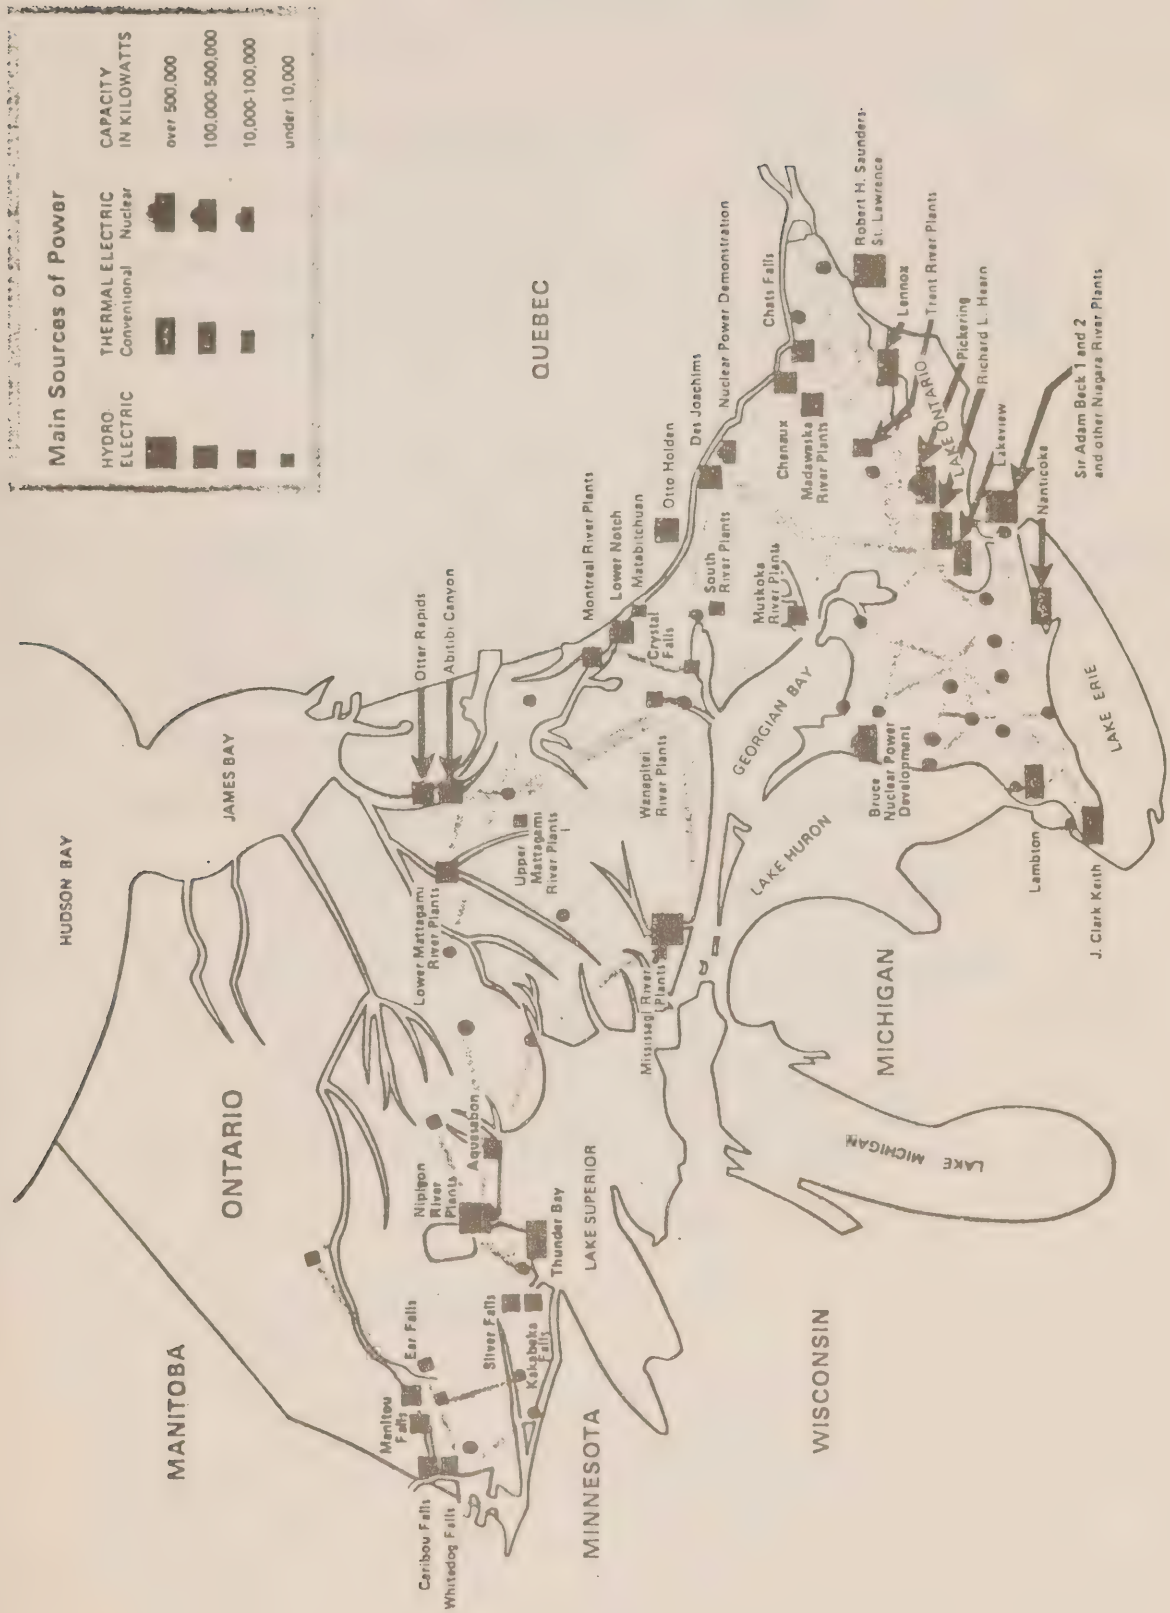 Main Sources of Power
HYDRO
ELECTRIC
THERMAL ELECTRIC
Conventional Nuclear
CAPACITY
IN KILOWATTS
over 500,000
100,000-500,000
10,000-100,000
under 10,000
HUDSON BAY
JAMES BAY
MANITOBA
ONTARIO
QUEBEC
Otter Rapids
Abitibi Canyon
Lower Mattagami
River Plants
Upper
Mattagami
River Plants
Montreal River Plants
Lower Notch
Matabitchuan
Otto Holden
Crystal
Falls
South
River Plants
Des Joachims
Nuclear Power Demonstration
Chats Falls
Chenaux
Madawaska
River Plants
Muskoka
River Plants
Wanapitei
River Plants
Mississagi River
Plants
Robert H. Saunders-
St. Lawrence
Lennox
Trent River Plants
Pickering
Richard L. Hearn
LAKE ONTARIO
Lakeview
Sir Adam Beck 1 and 2
and other Niagara River Plants
Nanticoke
LAKE ERIE
GEORGIAN BAY
Bruce
Nuclear Power
Development
LAKE HURON
Lambton
J. Clark Keith
MICHIGAN
LAKE MICHIGAN
WISCONSIN
LAKE SUPERIOR
MINNESOTA
Caribou Falls
Whitedog Falls
Manitou
Falls
Ear Falls
Silver Falls
Kakabeka
Falls
Thunder Bay
Nipigon
River
Plants
Aguasabon